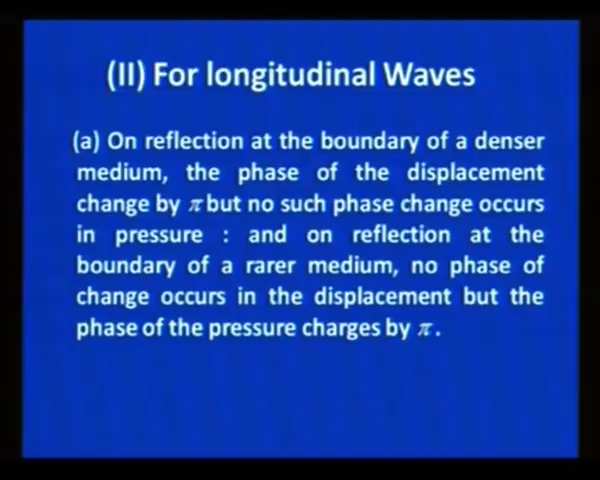 (II) For longitudinal Waves
(a) On reflection at the boundary of a denser
medium, the phase of the displacement
change by π but no such phase change occurs
in pressure : and on reflection at the
boundary of a rarer medium, no phase of
change occurs in the displacement but the
phase of the pressure charges by π .